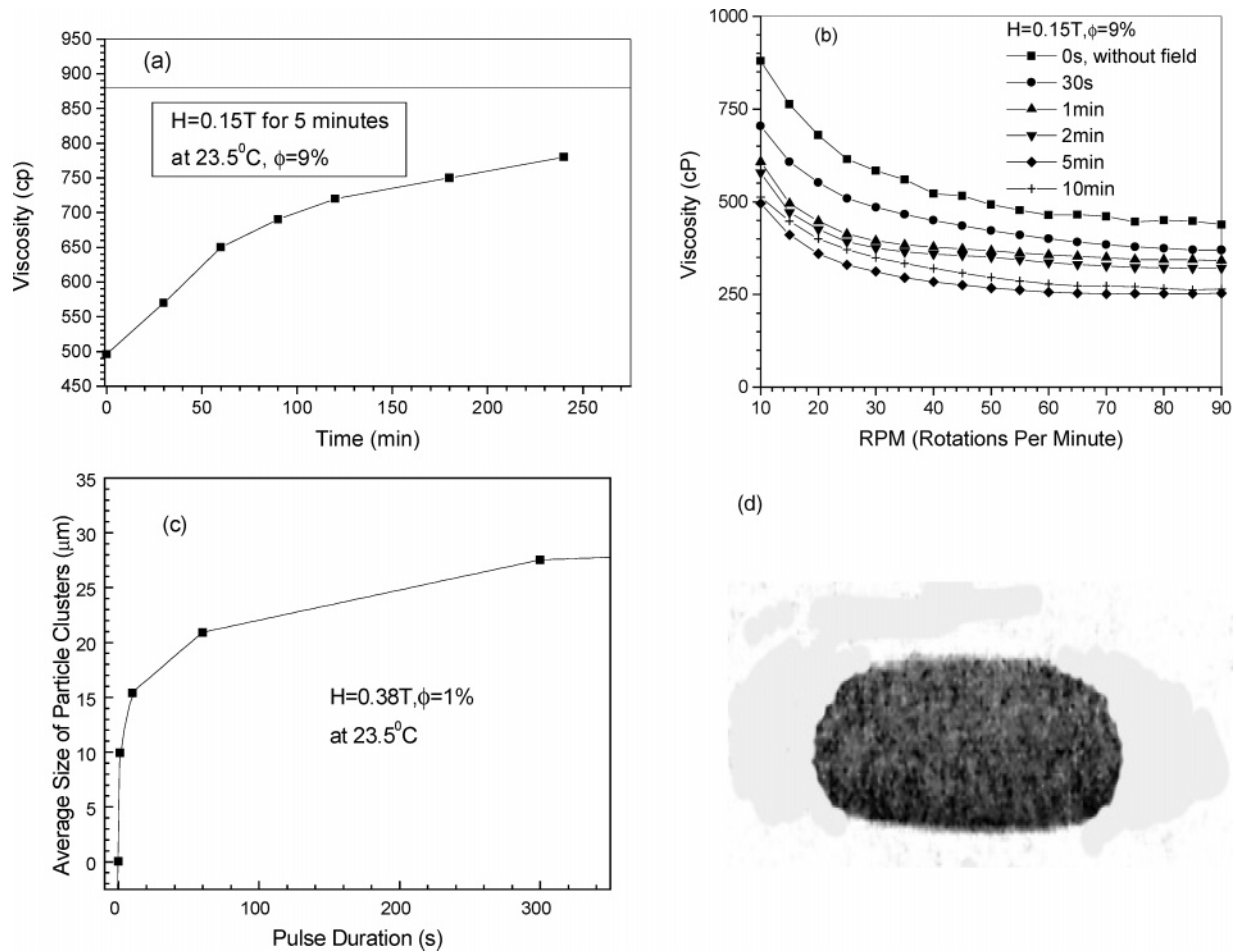 (a)
950
900
850
800
750
700
650
600
550
500
450
Viscosity (cp)
H=0.15T for 5 minutes
at 23.5⁰C, ϕ=9%
0 50 100 150 200 250
Time (min)
(b)
1000
750
500
250
0
Viscosity (cP)
H=0.15T,ϕ=9%
0s, without field
30s
1min
2min
5min
10min
10 20 30 40 50 60 70 80 90
RPM (Rotations Per Minute)
(c)
35
30
25
20
15
10
5
0
Average Size of Particle Clusters (μm)
H=0.38T,ϕ=1%
at 23.5⁰C
0 100 200 300
Pulse Duration (s)
(d)